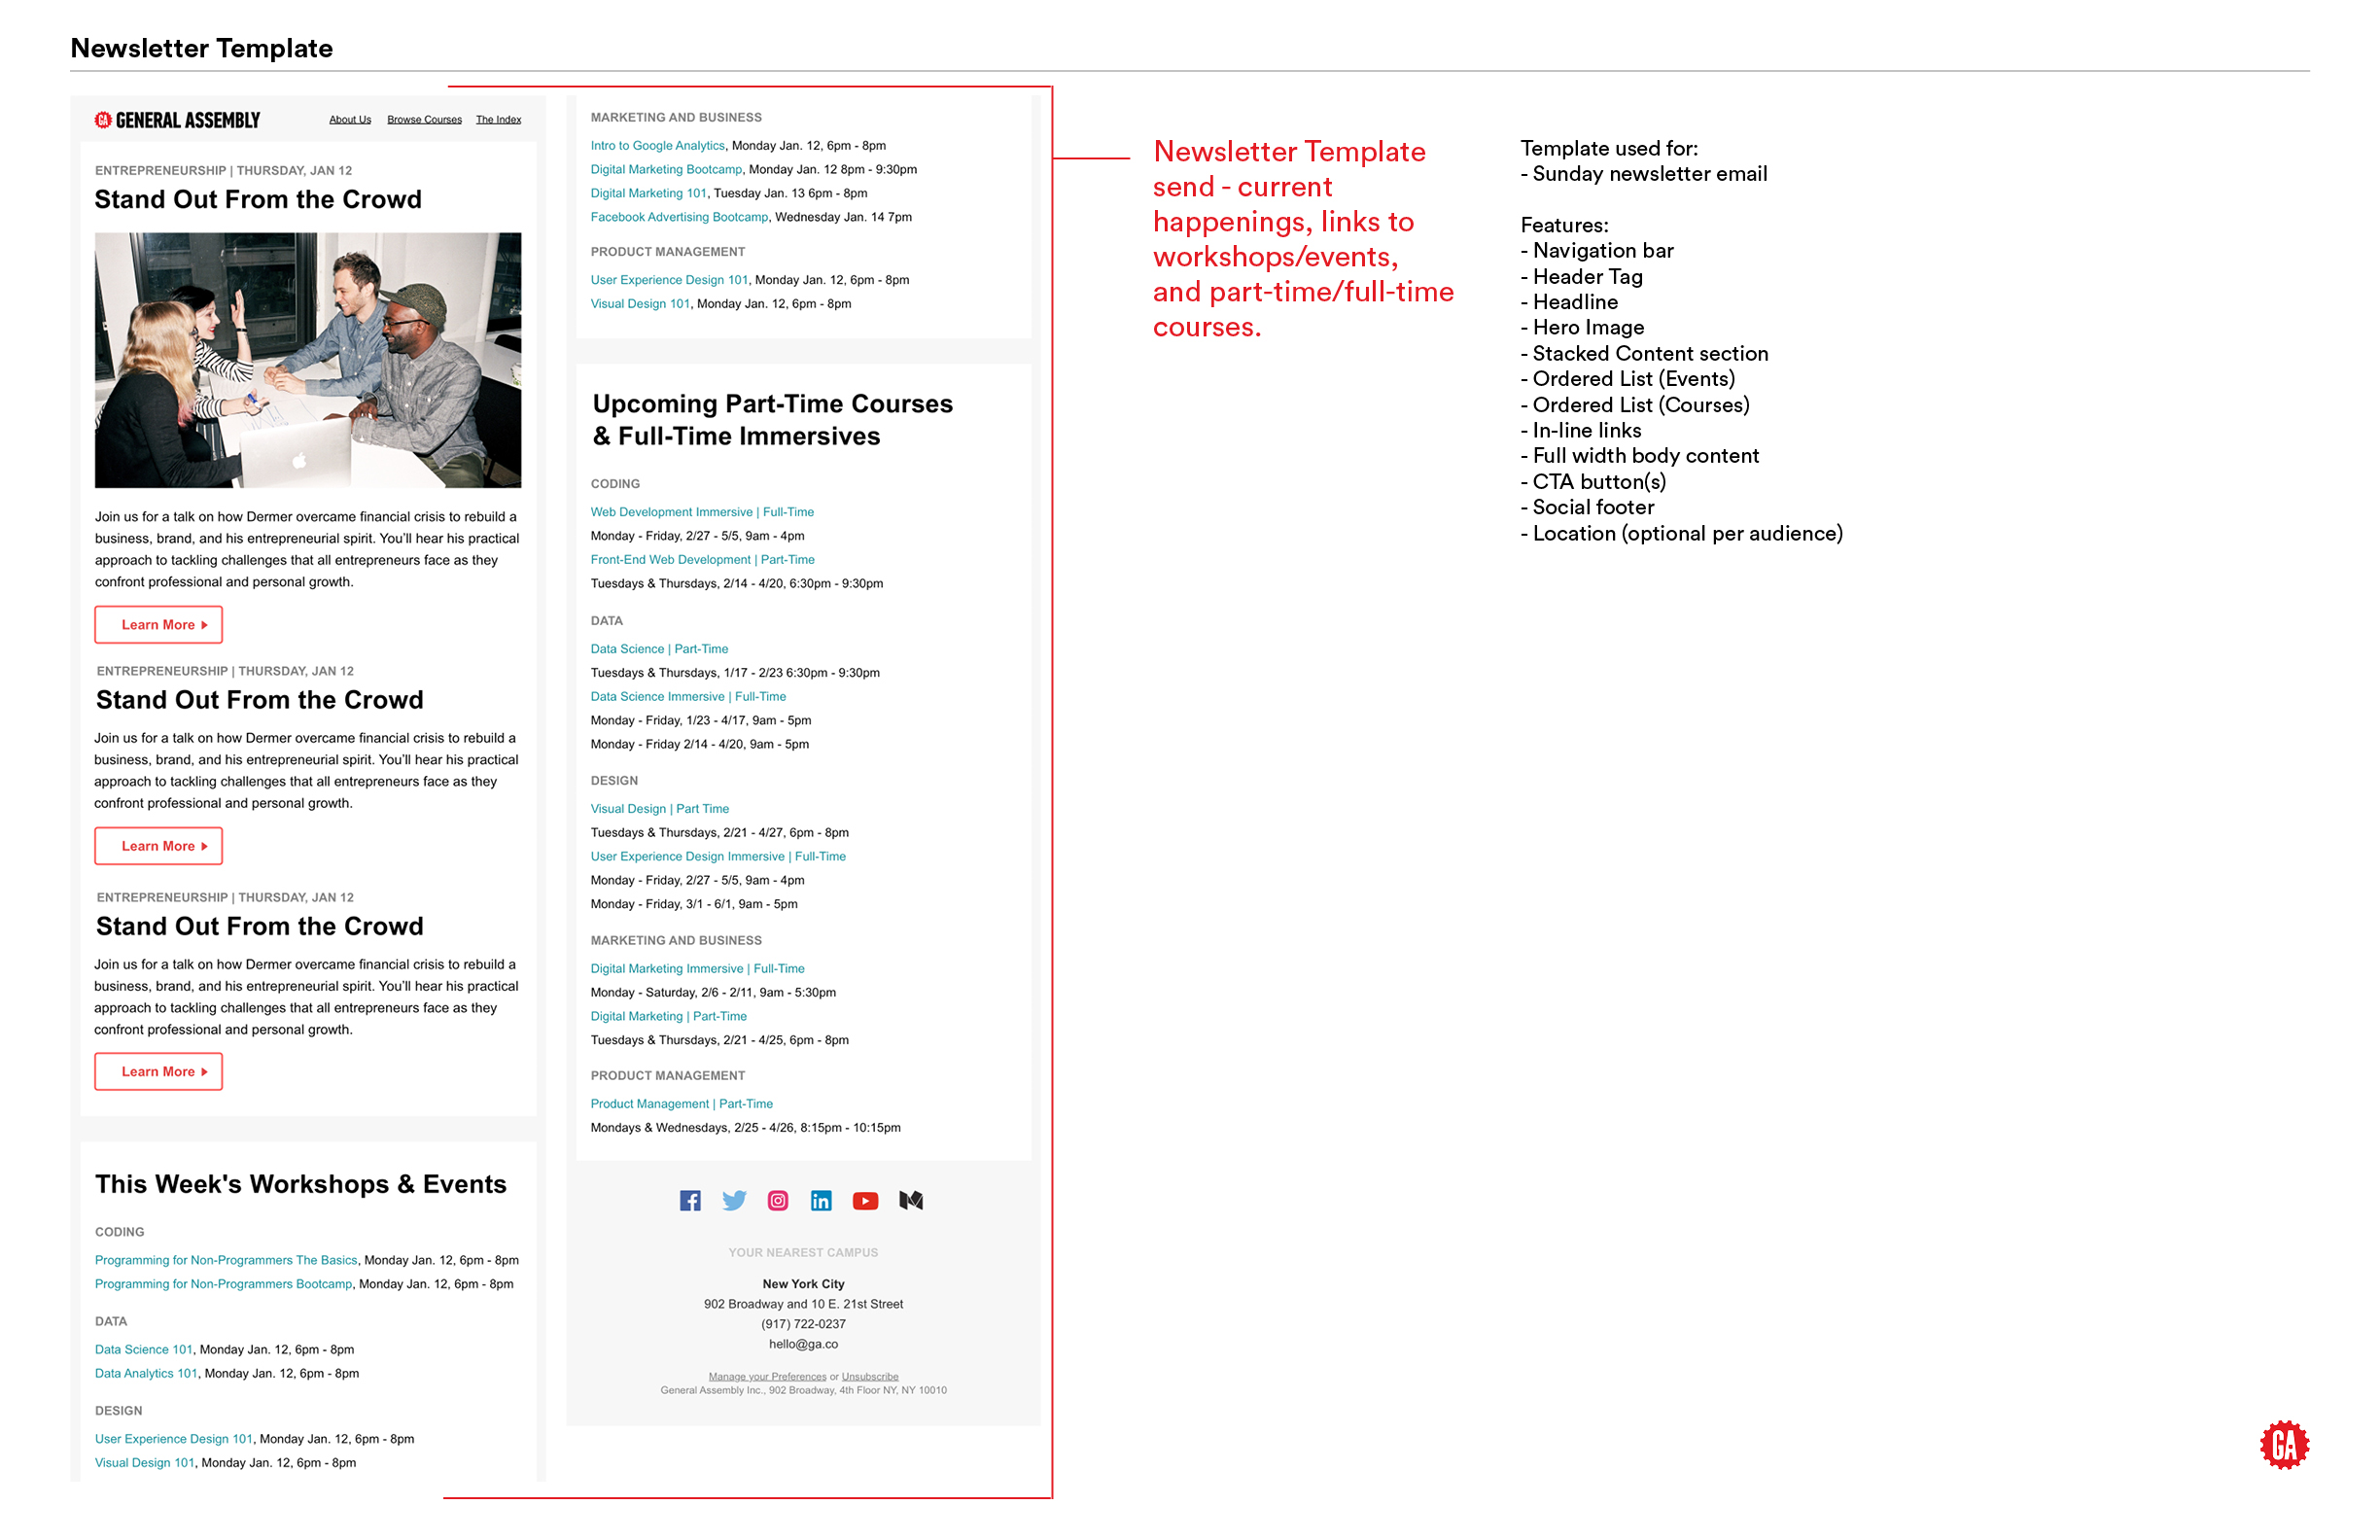 Newsletter Template
GA GENERAL ASSEMBLY
About Us Browse Courses The Index
ENTREPRENEURSHIP | THURSDAY, JAN 12
Stand Out From the Crowd
Join us for a talk on how Dermer overcame financial crisis to rebuild a
business, brand, and his entrepreneurial spirit. You'll hear his practical
approach to tackling challenges that all entrepreneurs face as they
confront professional and personal growth.
Learn More
ENTREPRENEURSHIP | THURSDAY, JAN 12
Stand Out From the Crowd
Join us for a talk on how Dermer overcame financial crisis to rebuild a
business, brand, and his entrepreneurial spirit. You'll hear his practical
approach to tackling challenges that all entrepreneurs face as they
confront professional and personal growth.
Learn More
ENTREPRENEURSHIP | THURSDAY, JAN 12
Stand Out From the Crowd
Join us for a talk on how Dermer overcame financial crisis to rebuild a
business, brand, and his entrepreneurial spirit. You'll hear his practical
approach to tackling challenges that all entrepreneurs face as they
confront professional and personal growth.
Learn More
This Week's Workshops & Events
CODING
Programming for Non-Programmers The Basics, Monday Jan. 12, 6pm - 8pm
Programming for Non-Programmers Bootcamp, Monday Jan. 12, 6pm - 8pm
DATA
Data Science 101, Monday Jan. 12, 6pm - 8pm
Data Analytics 101, Monday Jan. 12, 6pm - 8pm
DESIGN
User Experience Design 101, Monday Jan. 12, 6pm - 8pm
Visual Design 101, Monday Jan. 12, 6pm - 8pm
MARKETING AND BUSINESS
Intro to Google Analytics, Monday Jan. 12, 6pm - 8pm
Digital Marketing Bootcamp, Monday Jan. 12 8pm - 9:30pm
Digital Marketing 101, Tuesday Jan. 13 6pm - 8pm
Facebook Advertising Bootcamp, Wednesday Jan. 14 7pm
PRODUCT MANAGEMENT
User Experience Design 101, Monday Jan. 12, 6pm - 8pm
Visual Design 101, Monday Jan. 12, 6pm - 8pm
Upcoming Part-Time Courses
& Full-Time Immersives
CODING
Web Development Immersive | Full-Time
Monday - Friday, 2/27 - 5/5, 9am - 4pm
Front-End Web Development | Part-Time
Tuesdays & Thursdays, 2/14 - 4/20, 6:30pm - 9:30pm
DATA
Data Science | Part-Time
Tuesdays & Thursdays, 1/17 - 2/23 6:30pm - 9:30pm
Data Science Immersive | Full-Time
Monday - Friday, 1/23 - 4/17, 9am - 5pm
Monday - Friday 2/14 - 4/20, 9am - 5pm
DESIGN
Visual Design | Part Time
Tuesdays & Thursdays, 2/21 - 4/27, 6pm - 8pm
User Experience Design Immersive | Full-Time
Monday - Friday, 2/27 - 5/5, 9am - 4pm
Monday - Friday, 3/1 - 6/1, 9am - 5pm
MARKETING AND BUSINESS
Digital Marketing Immersive | Full-Time
Monday - Saturday, 2/6 - 2/11, 9am - 5:30pm
Digital Marketing | Part-Time
Tuesdays & Thursdays, 2/21 - 4/25, 6pm - 8pm
PRODUCT MANAGEMENT
Product Management | Part-Time
Mondays & Wednesdays, 2/25 - 4/26, 8:15pm - 10:15pm
YOUR NEAREST CAMPUS
New York City
902 Broadway and 10 E. 21st Street
(917) 722-0237
hello@ga.co
Manage your Preferences or Unsubscribe
General Assembly Inc., 902 Broadway, 4th Floor NY, NY 10010
Newsletter Template
send - current
happenings, links to
workshops/events,
and part-time/full-time
courses.
Template used for:
- Sunday newsletter email
Features:
- Navigation bar
- Header Tag
- Headline
- Hero Image
- Stacked Content section
- Ordered List (Events)
- Ordered List (Courses)
- In-line links
- Full width body content
- CTA button(s)
- Social footer
- Location (optional per audience)
GA